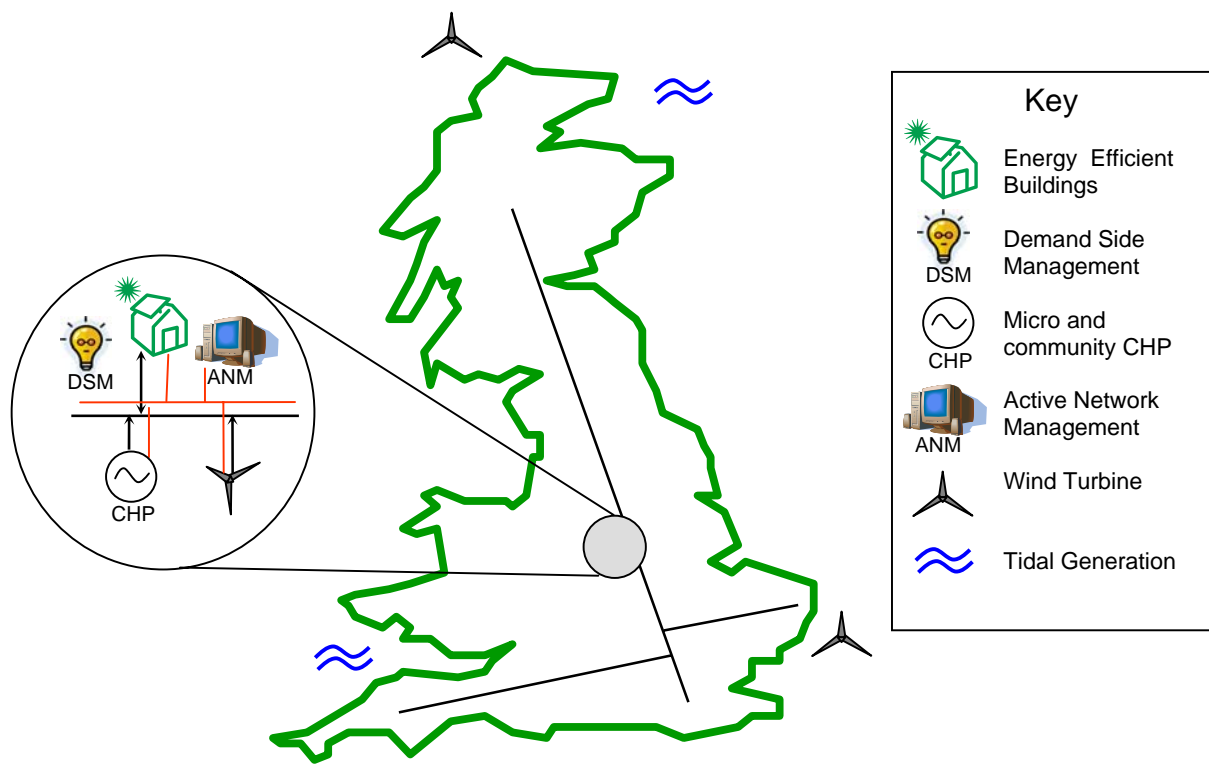 DSM
ANM
CHP
Key
Energy Efficient
Buildings
DSM
Demand Side
Management
CHP
Micro and
community CHP
ANM
Active Network
Management
Wind Turbine
Tidal Generation